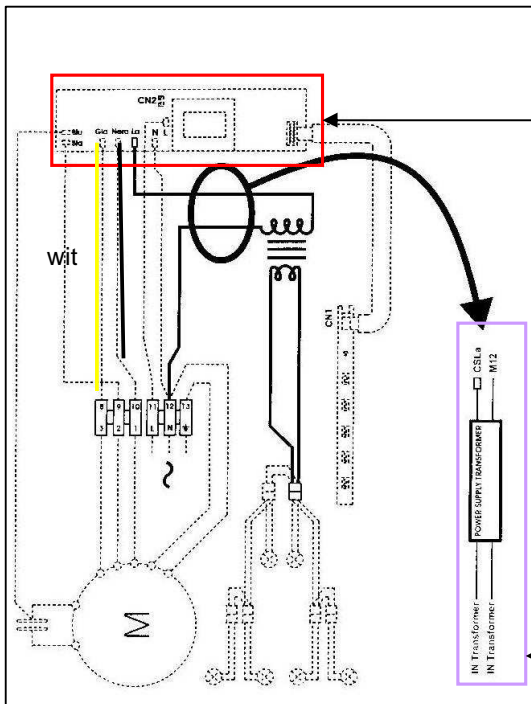 CN2
Blu Gia Nero La N L
Bia
wit
CN1
8 9 10 11 12 13
3 2 1 L N
M
CSLa
M12
POWER SUPPLY TRANSFORMER
IN Transformer
IN Transformer